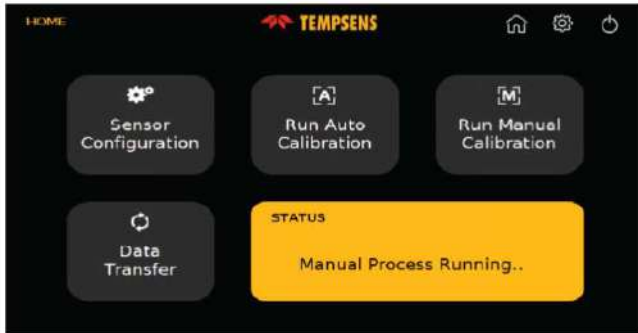 HOME
TEMPSENS
Sensor
Configuration
[A]
Run Auto
Calibration
[M]
Run Manual
Calibration
Data
Transfer
STATUS
Manual Process Running..